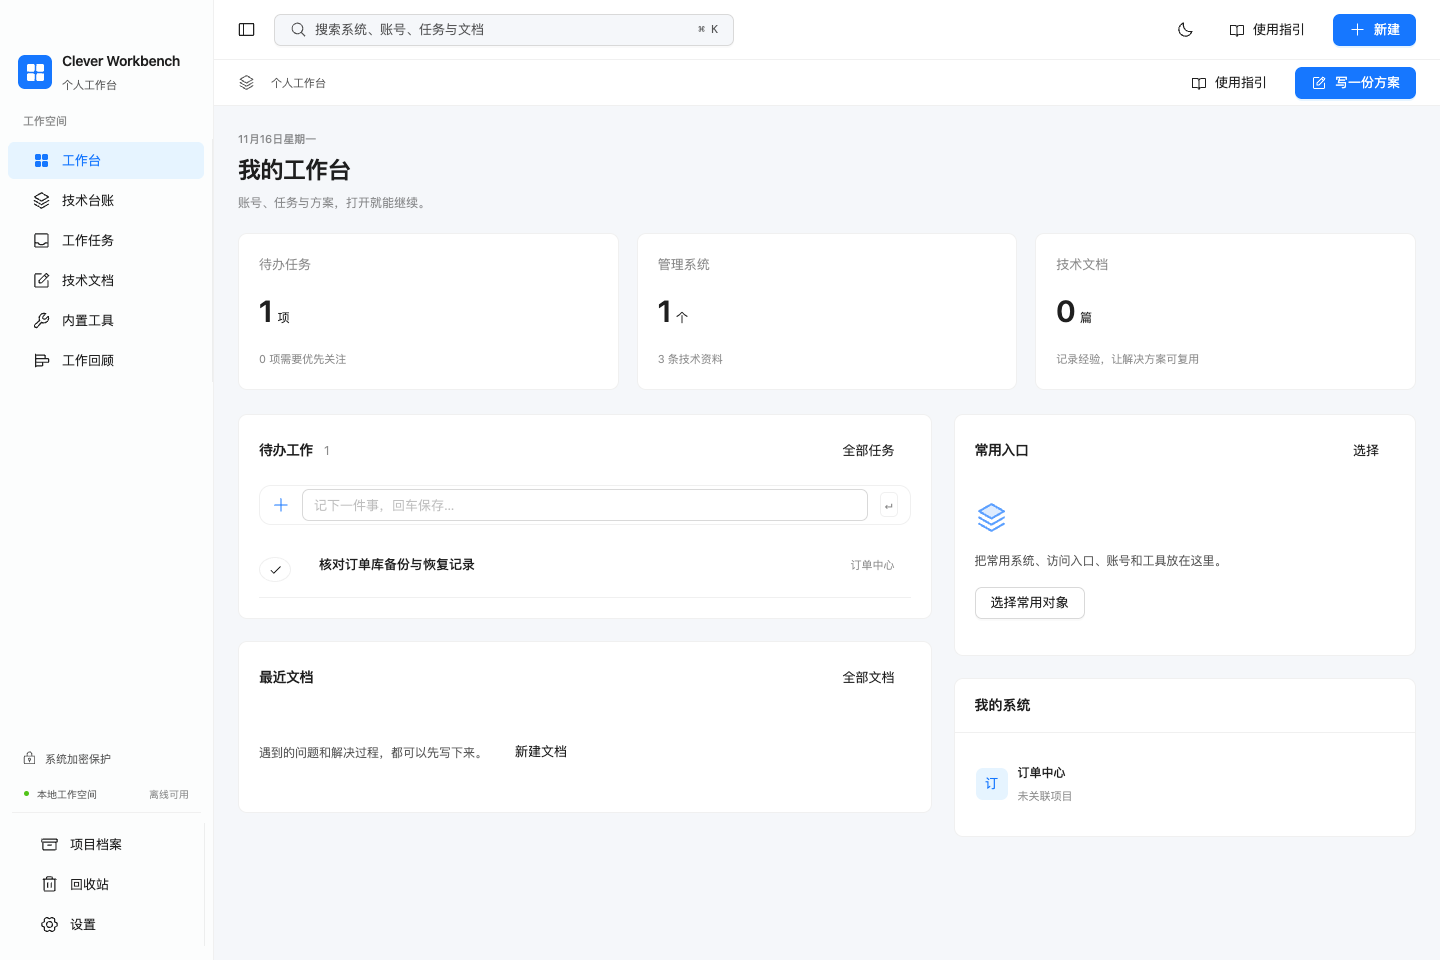 Clever Workbench
个人工作台
工作空间
工作台
技术台账
工作任务
技术文档
内置工具
工作回顾
系统加密保护
本地工作空间 离线可用
项目档案
回收站
设置
搜索系统、账号、任务与文档 ⌘ K
使用指引
新建
个人工作台
使用指引
写一份方案
11月16日星期一
我的工作台
账号、任务与方案，打开就能继续。
待办任务
1 项
0 项需要优先关注
管理系统
1 个
3 条技术资料
技术文档
0 篇
记录经验，让解决方案可复用
待办工作 1 全部任务
记下一件事，回车保存...
核对订单库备份与恢复记录 订单中心
最近文档 全部文档
遇到的问题和解决过程，都可以先写下来。 新建文档
常用入口 选择
把常用系统、访问入口、账号和工具放在这里。
选择常用对象
我的系统
订
订单中心
未关联项目